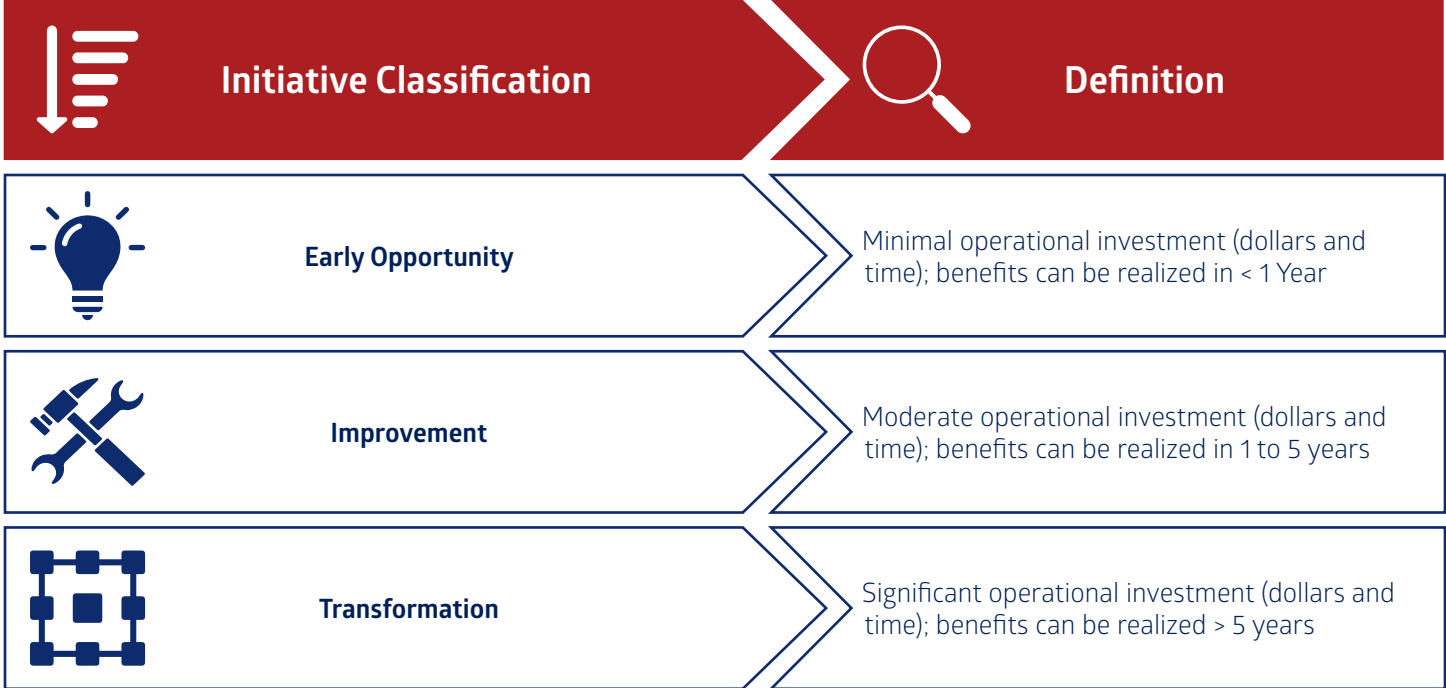 Initiative Classification
Definition
Early Opportunity
Minimal operational investment (dollars and
time); benefits can be realized in < 1 Year
Improvement
Moderate operational investment (dollars and
time); benefits can be realized in 1 to 5 years
Transformation
Significant operational investment (dollars and
time); benefits can be realized > 5 years